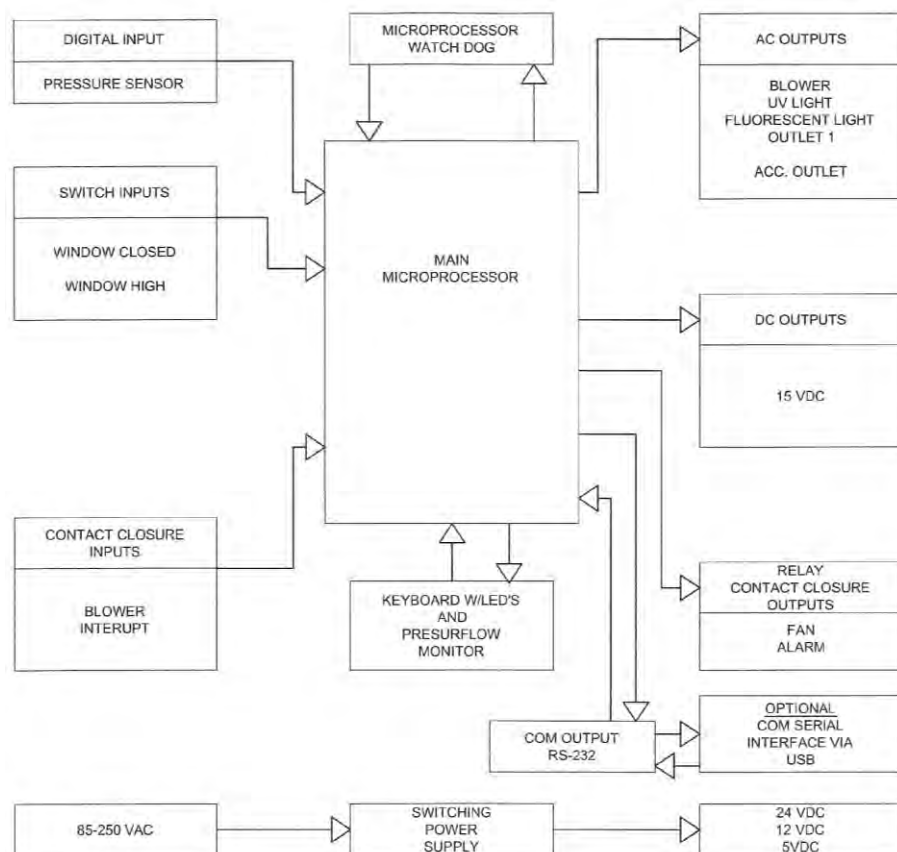 DIGITAL INPUT
PRESSURE SENSOR
MICROPROCESSOR
WATCH DOG
AC OUTPUTS
BLOWER
UV LIGHT
FLUORESCENT LIGHT
OUTLET 1
ACC. OUTLET
SWITCH INPUTS
WINDOW CLOSED
WINDOW HIGH
MAIN
MICROPROCESSOR
DC OUTPUTS
15 VDC
CONTACT CLOSURE
INPUTS
BLOWER
INTERUPT
KEYBOARD W/LED'S
AND
PRESURFLOW
MONITOR
RELAY
CONTACT CLOSURE
OUTPUTS
FAN
ALARM
COM OUTPUT
RS-232
OPTIONAL
COM SERIAL
INTERFACE VIA
USB
85-250 VAC
SWITCHING
POWER
SUPPLY
24 VDC
12 VDC
5VDC